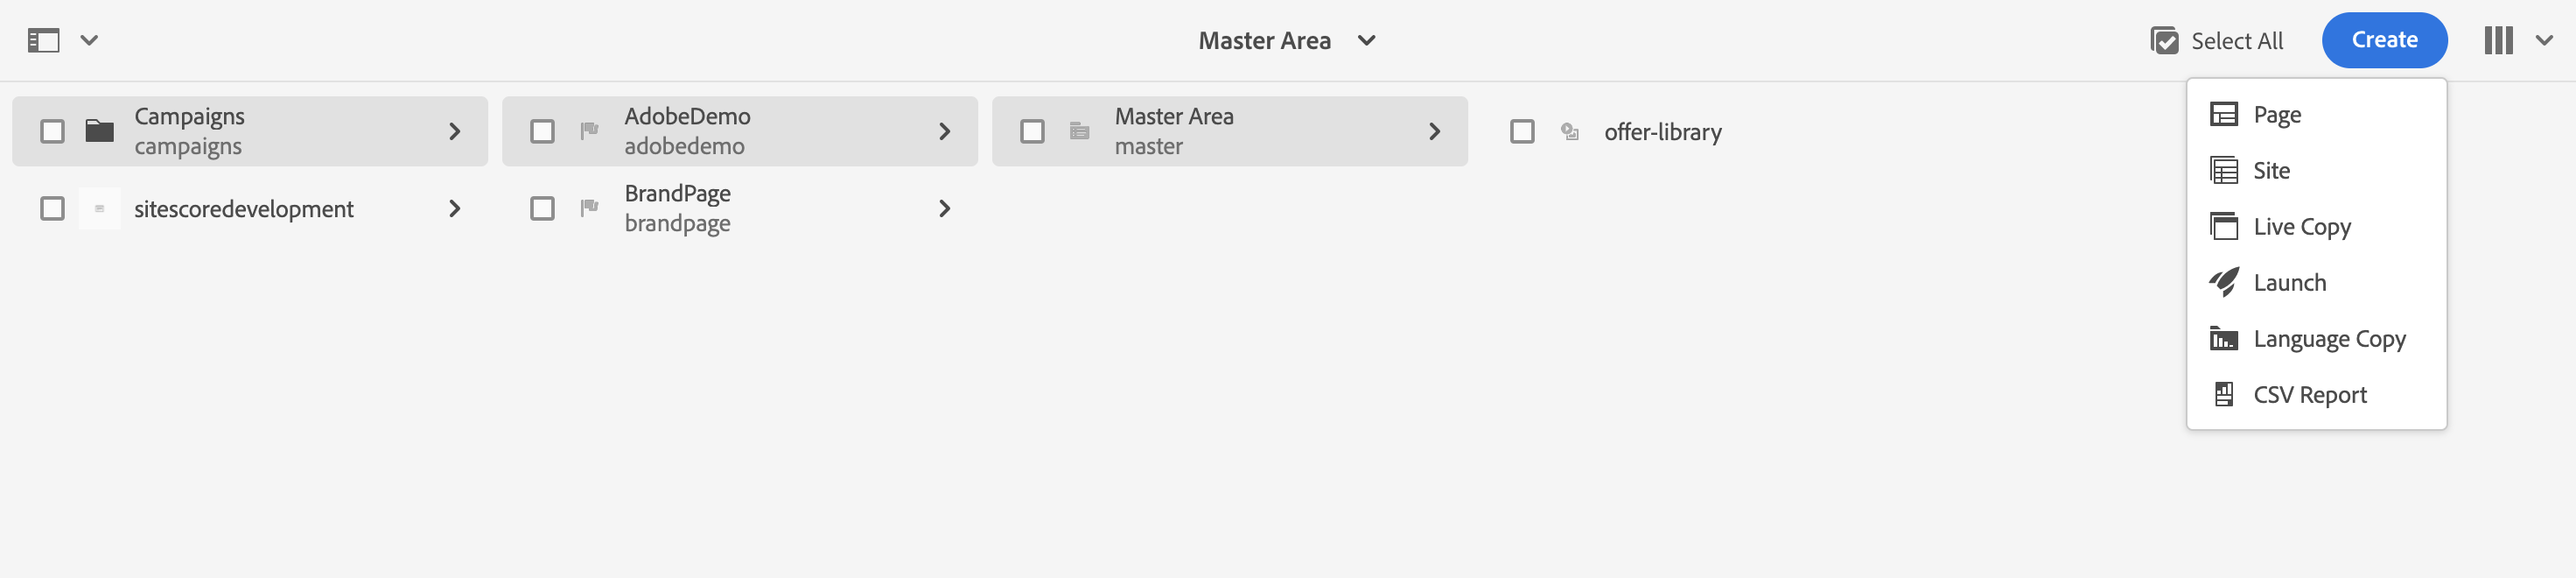 Master Area
Select All
Create
Campaigns
campaigns
sitescoredevelopment
AdobeDemo
adobedemo
BrandPage
brandpage
Master Area
master
offer-library
Page
Site
Live Copy
Launch
Language Copy
CSV Report